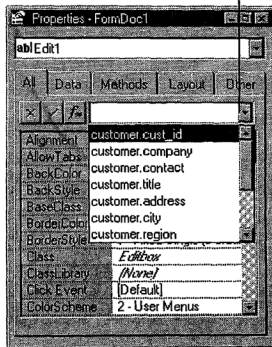 Properties - FormDoc1
ab| Edit1
All Data Methods Layout Other
customer.cust_id
Alignment customer.company
AllowTabs customer.contact
BackColor customer.title
BackStyle customer.address
BaseClass customer.city
BorderColo customer.region
BorderStyle
Class Editbox
ClassLibrary (None)
Click Event [Default]
ColorScheme 2 - User Menus